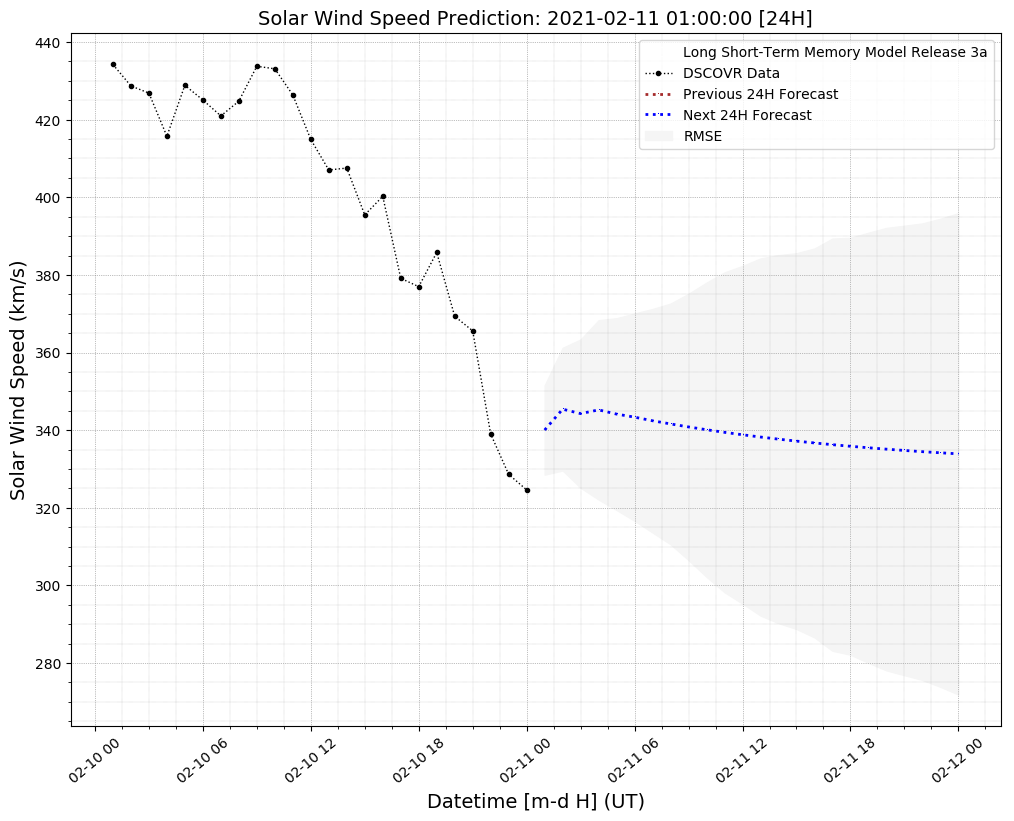 Solar Wind Speed Prediction: 2021-02-11 01:00:00 [24H]
Long Short-Term Memory Model Release 3a
DSCOVR Data
Previous 24H Forecast
Next 24H Forecast
RMSE
Solar Wind Speed (km/s)
440
420
400
380
360
340
320
300
280
02-10 00
02-10 06
02-10 12
02-10 18
02-11 00
02-11 06
02-11 12
02-11 18
02-12 00
Datetime [m-d H] (UT)